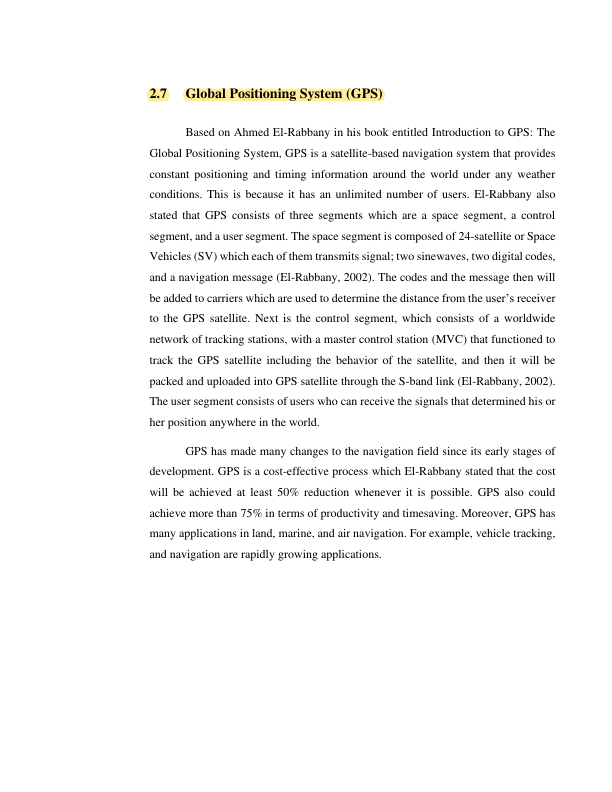 2.7 Global Positioning System (GPS)
Based on Ahmed El-Rabbany in his book entitled Introduction to GPS: The
Global Positioning System, GPS is a satellite-based navigation system that provides
constant positioning and timing information around the world under any weather
conditions. This is because it has an unlimited number of users. El-Rabbany also
stated that GPS consists of three segments which are a space segment, a control
segment, and a user segment. The space segment is composed of 24-satellite or Space
Vehicles (SV) which each of them transmits signal; two sinewaves, two digital codes,
and a navigation message (El-Rabbany, 2002). The codes and the message then will
be added to carriers which are used to determine the distance from the user’s receiver
to the GPS satellite. Next is the control segment, which consists of a worldwide
network of tracking stations, with a master control station (MVC) that functioned to
track the GPS satellite including the behavior of the satellite, and then it will be
packed and uploaded into GPS satellite through the S-band link (El-Rabbany, 2002).
The user segment consists of users who can receive the signals that determined his or
her position anywhere in the world.
GPS has made many changes to the navigation field since its early stages of
development. GPS is a cost-effective process which El-Rabbany stated that the cost
will be achieved at least 50% reduction whenever it is possible. GPS also could
achieve more than 75% in terms of productivity and timesaving. Moreover, GPS has
many applications in land, marine, and air navigation. For example, vehicle tracking,
and navigation are rapidly growing applications.